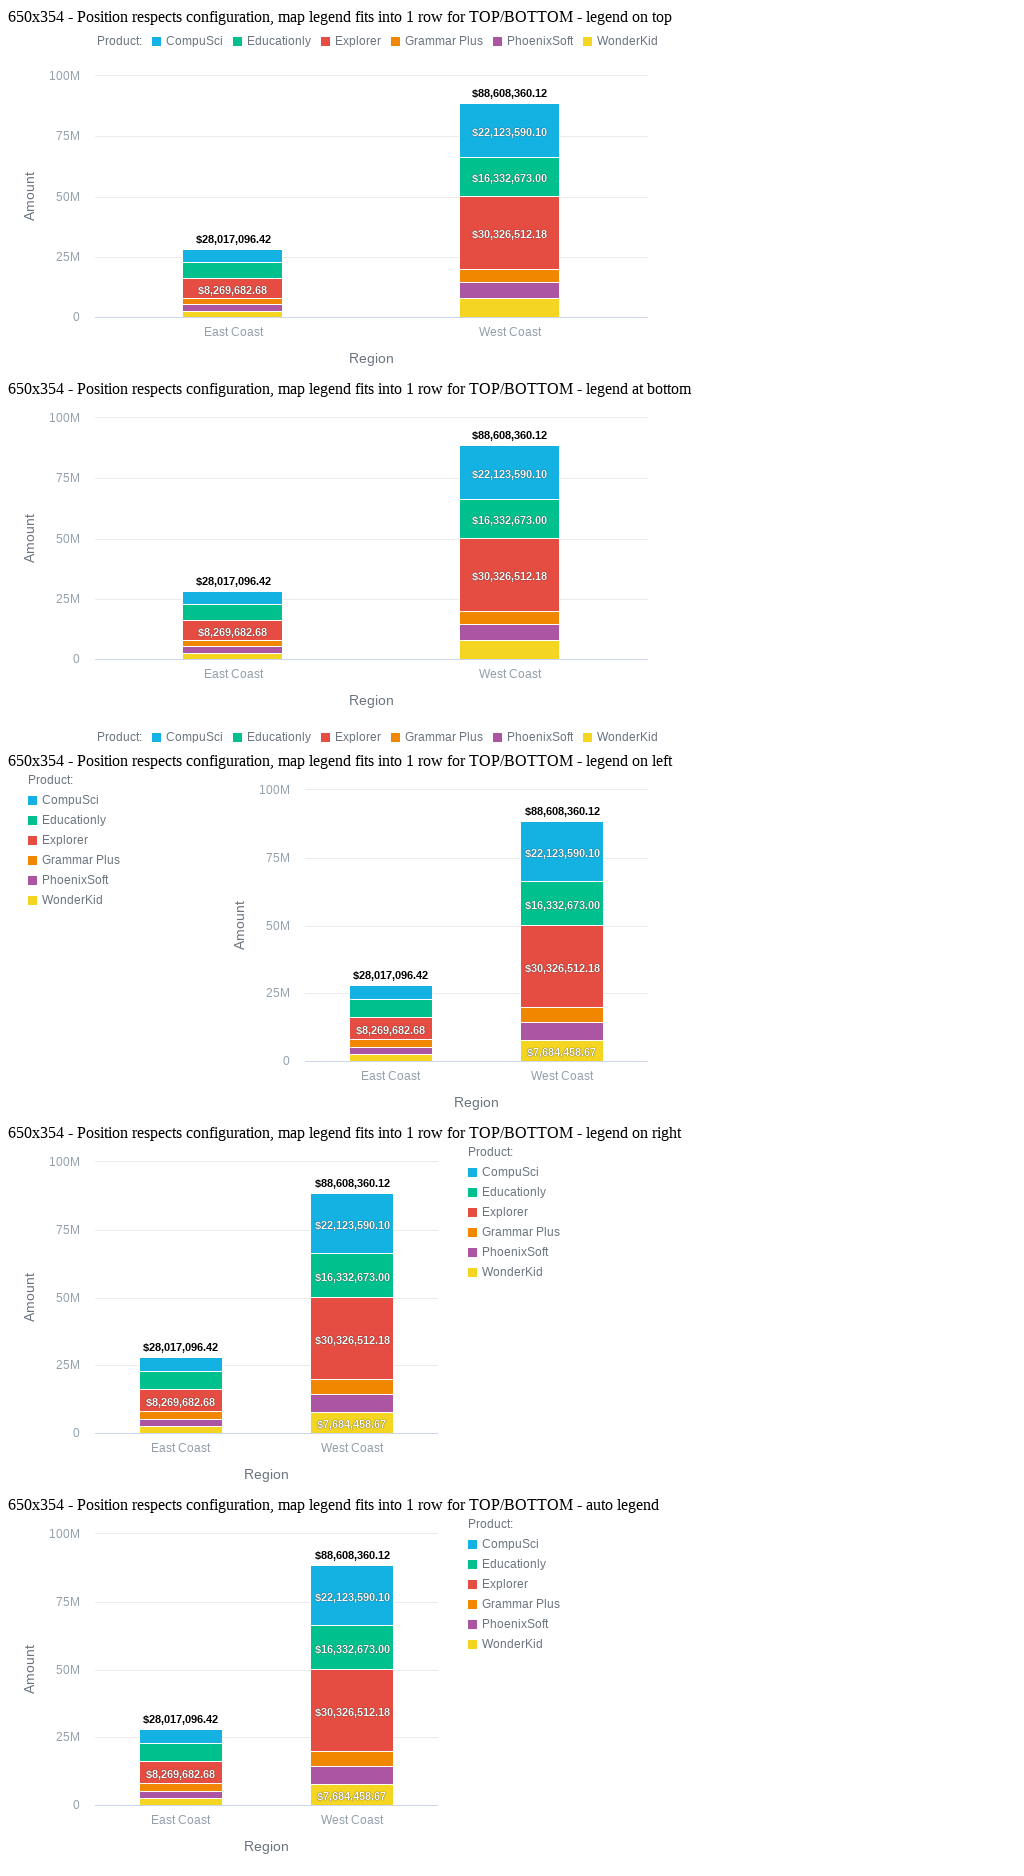 650x354 - Position respects configuration, map legend fits into 1 row for TOP/BOTTOM - legend on top
Product: CompuSci Educationly Explorer Grammar Plus PhoenixSoft WonderKid
100M
$88,608,360.12
75M
$22,123,590.10
$16,332,673.00
50M
Amount
$30,326,512.18
$28,017,096.42
25M
$8,269,682.68
0
East Coast West Coast
Region
650x354 - Position respects configuration, map legend fits into 1 row for TOP/BOTTOM - legend at bottom
100M
$88,608,360.12
75M
$22,123,590.10
$16,332,673.00
50M
Amount
$30,326,512.18
$28,017,096.42
25M
$8,269,682.68
0
East Coast West Coast
Region
Product: CompuSci Educationly Explorer Grammar Plus PhoenixSoft WonderKid
650x354 - Position respects configuration, map legend fits into 1 row for TOP/BOTTOM - legend on left
Product:
CompuSci
Educationly
Explorer
Grammar Plus
PhoenixSoft
WonderKid
100M
$88,608,360.12
75M
$22,123,590.10
$16,332,673.00
50M
Amount
$30,326,512.18
$28,017,096.42
25M
$8,269,682.68
$7,684,458.67
0
East Coast West Coast
Region
650x354 - Position respects configuration, map legend fits into 1 row for TOP/BOTTOM - legend on right
100M
$88,608,360.12
75M
$22,123,590.10
$16,332,673.00
50M
Amount
$30,326,512.18
$28,017,096.42
25M
$8,269,682.68
$7,684,458.67
0
East Coast West Coast
Region
Product:
CompuSci
Educationly
Explorer
Grammar Plus
PhoenixSoft
WonderKid
650x354 - Position respects configuration, map legend fits into 1 row for TOP/BOTTOM - auto legend
100M
$88,608,360.12
75M
$22,123,590.10
$16,332,673.00
50M
Amount
$30,326,512.18
$28,017,096.42
25M
$8,269,682.68
$7,684,458.67
0
East Coast West Coast
Region
Product:
CompuSci
Educationly
Explorer
Grammar Plus
PhoenixSoft
WonderKid